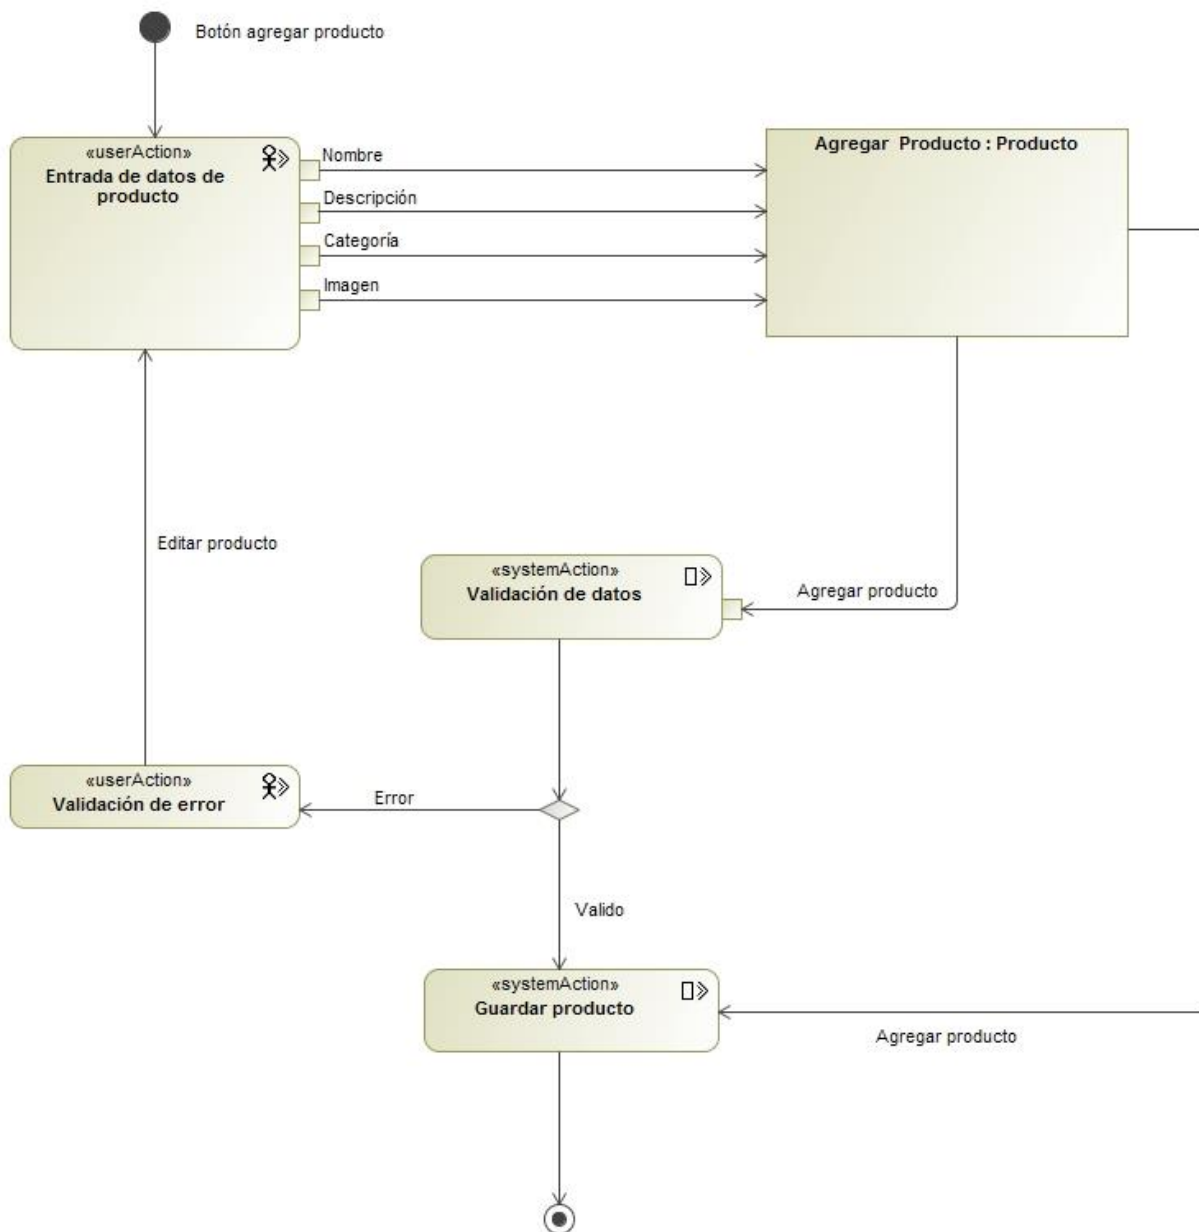 Botón agregar producto
«userAction»
Entrada de datos de
producto
Nombre
Descripción
Categoría
Imagen
Agregar Producto : Producto
Editar producto
«systemAction»
Validación de datos
Agregar producto
«userAction»
Validación de error
Error
Valido
«systemAction»
Guardar producto
Agregar producto